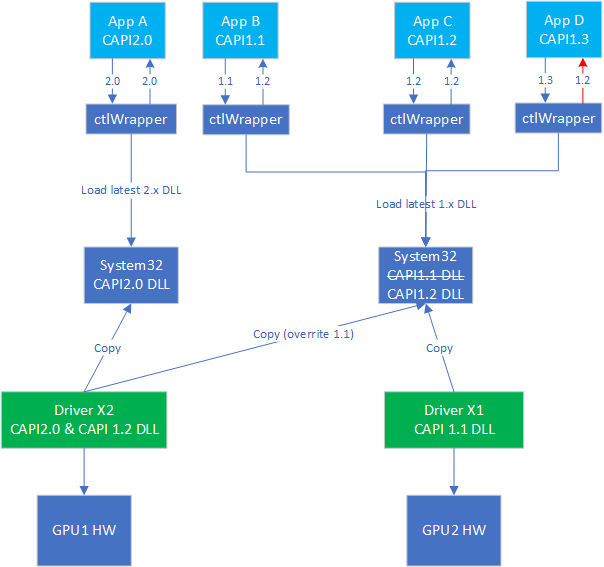 App A
CAPI2.0
App B
CAPI1.1
App C
CAPI1.2
App D
CAPI1.3
2.0
2.0
1.1
1.2
1.2
1.2
1.3
1.2
ctlWrapper
ctlWrapper
ctlWrapper
ctlWrapper
Load latest 2.x DLL
Load latest 1.x DLL
System32
CAPI2.0 DLL
System32
CAPI1.1 DLL
CAPI1.2 DLL
Copy
Copy (overrite 1.1)
Copy
Driver X2
CAPI2.0 & CAPI 1.2 DLL
Driver X1
CAPI 1.1 DLL
GPU1 HW
GPU2 HW